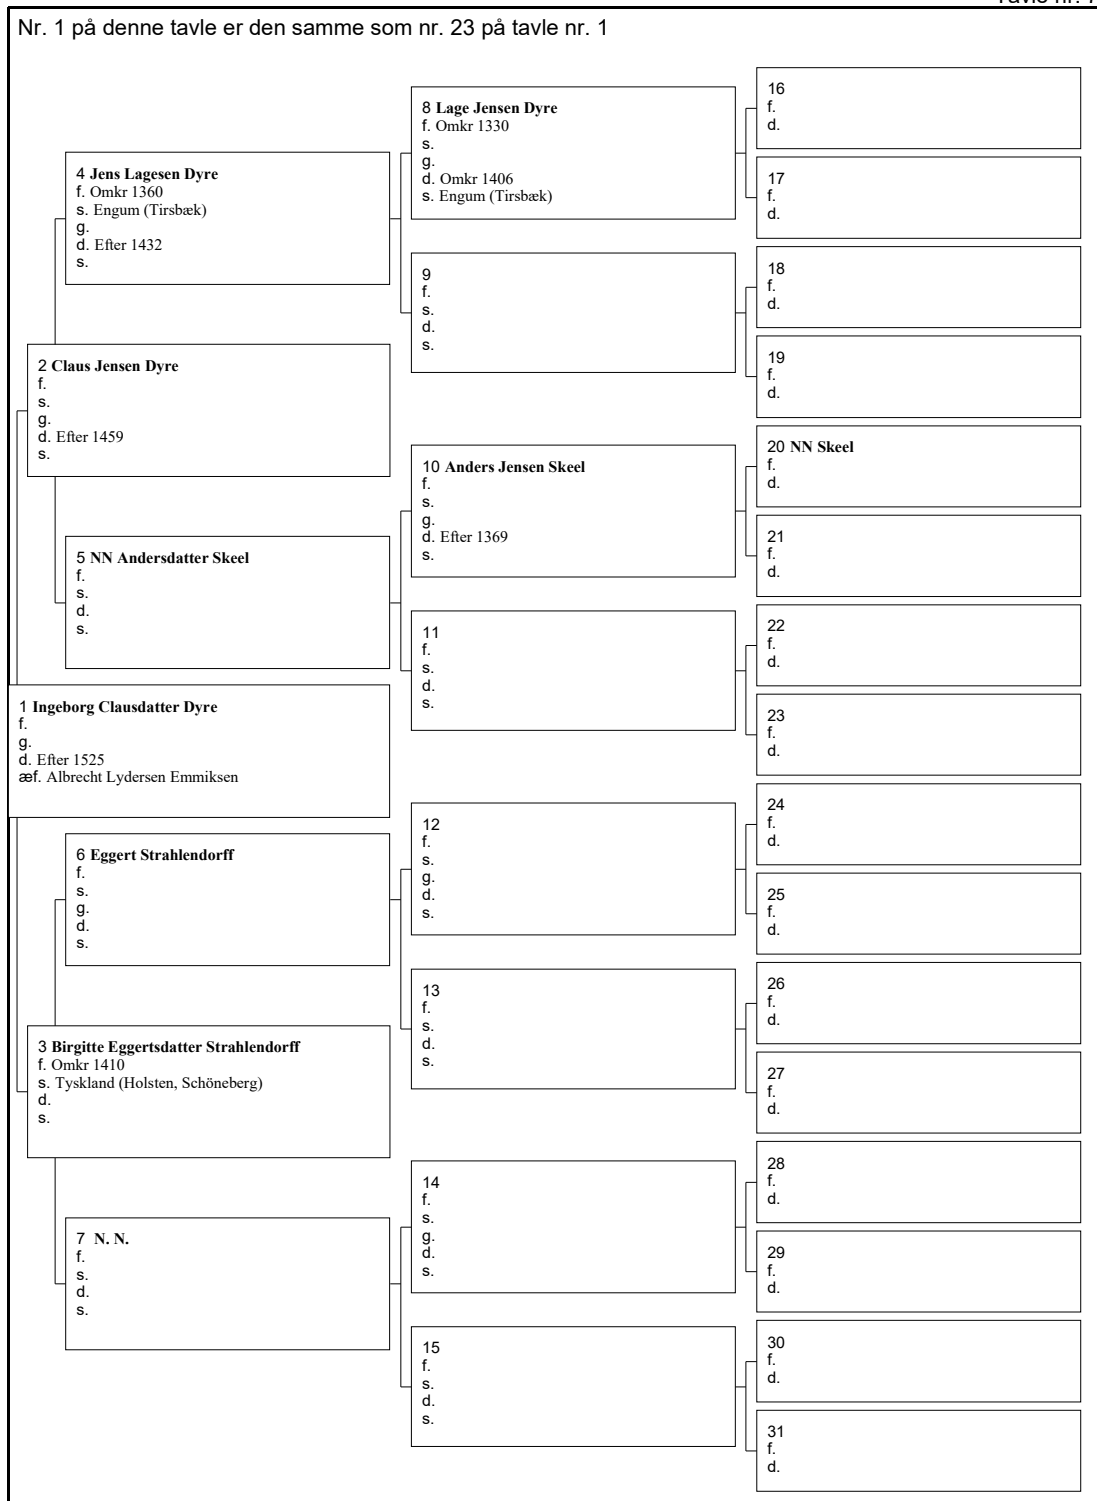 Nr. 1 på denne tavle er den samme som nr. 23 på tavle nr. 1
1 Ingeborg Clausdatter Dyre
f.
g.
d. Efter 1525
æf. Albrecht Lydersen Emmiksen
2 Claus Jensen Dyre
f.
s.
g.
d. Efter 1459
s.
3 Birgitte Eggertsdatter Strahlendorff
f. Omkr 1410
s. Tyskland (Holsten, Schöneberg)
d.
s.
4 Jens Lagesen Dyre
f. Omkr 1360
s. Engum (Tirsbæk)
g.
d. Efter 1432
s.
5 NN Andersdatter Skeel
f.
s.
d.
s.
6 Eggert Strahlendorff
f.
s.
g.
d.
s.
7 N. N.
f.
s.
d.
s.
8 Lage Jensen Dyre
f. Omkr 1330
s.
g.
d. Omkr 1406
s. Engum (Tirsbæk)
9
f.
s.
d.
s.
10 Anders Jensen Skeel
f.
s.
g.
d. Efter 1369
s.
11
f.
s.
d.
s.
12
f.
s.
g.
d.
s.
13
f.
s.
d.
s.
14
f.
s.
g.
d.
s.
15
f.
s.
d.
s.
16
f.
d.
17
f.
d.
18
f.
d.
19
f.
d.
20 NN Skeel
f.
d.
21
f.
d.
22
f.
d.
23
f.
d.
24
f.
d.
25
f.
d.
26
f.
d.
27
f.
d.
28
f.
d.
29
f.
d.
30
f.
d.
31
f.
d.